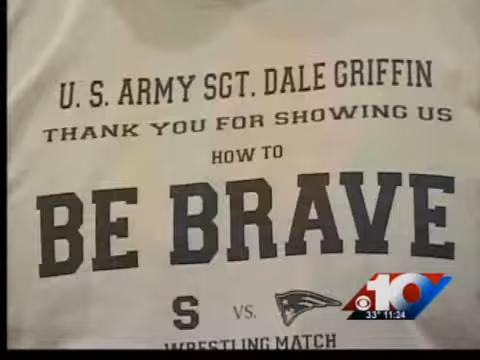 U. S. ARMY SGT. DALE GRIFFIN
THANK YOU FOR SHOWING US
HOW TO
BE BRAVE
S VS.
WRESTLING MATCH
10
33° 11:24